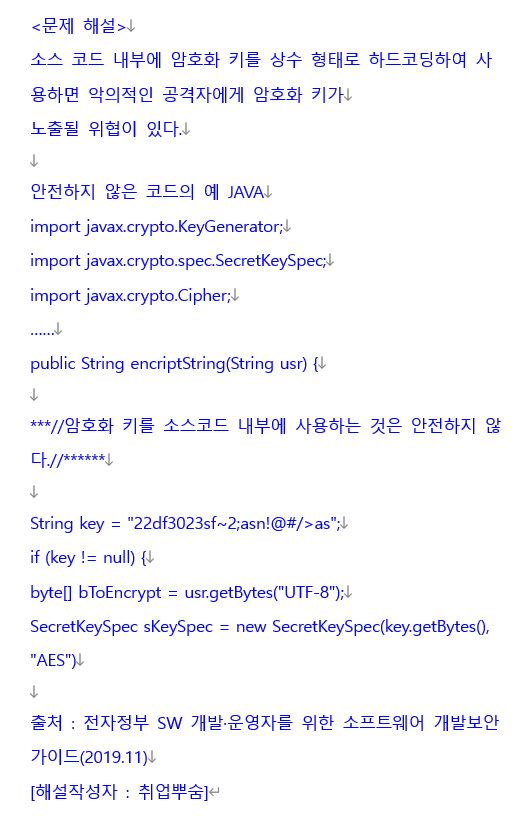 <문제 해설>↓
소스 코드 내부에 암호화 키를 상수 형태로 하드코딩하여 사
용하면 악의적인 공격자에게 암호화 키가↓
노출될 위협이 있다.↓
↓
안전하지 않은 코드의 예 JAVA↓
import javax.crypto.KeyGenerator;↓
import javax.crypto.spec.SecretKeySpec;↓
import javax.crypto.Cipher;↓
……↓
public String encriptString(String usr) {↓
↓
***//암호화 키를 소스코드 내부에 사용하는 것은 안전하지 않
다.//******↓
↓
String key = "22df3023sf~2;asn!@#/>as";↓
if (key != null) {↓
byte[] bToEncrypt = usr.getBytes("UTF-8");↓
SecretKeySpec sKeySpec = new SecretKeySpec(key.getBytes(),
"AES")↓
↓
출처 : 전자정부 SW 개발·운영자를 위한 소프트웨어 개발보안
가이드(2019.11)↓
[해설작성자 : 취업뿌숨]↵